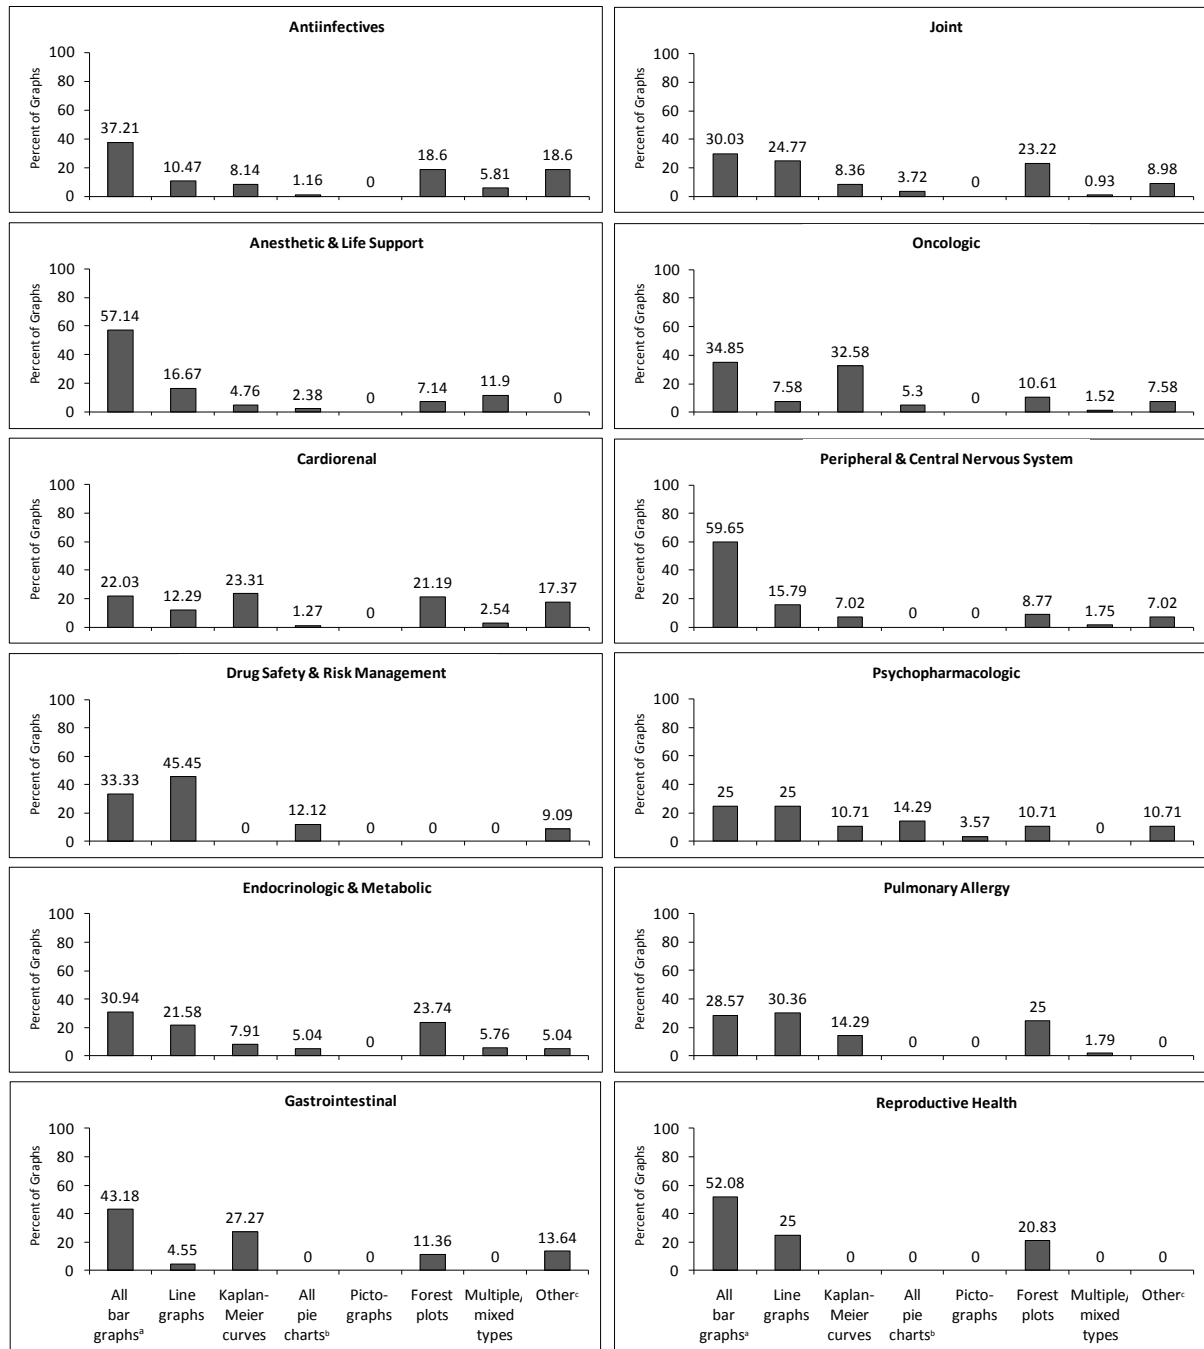 Antiinfectives
Percent of Graphs
100
80
60
40
20
0
37.21
10.47
8.14
1.16
0
18.6
5.81
18.6
Joint
Percent of Graphs
100
80
60
40
20
0
30.03
24.77
8.36
3.72
0
23.22
0.93
8.98
Anesthetic & Life Support
Percent of Graphs
100
80
60
40
20
0
57.14
16.67
4.76
2.38
0
7.14
11.9
0
Oncologic
Percent of Graphs
100
80
60
40
20
0
34.85
7.58
32.58
5.3
0
10.61
1.52
7.58
Cardiorenal
Percent of Graphs
100
80
60
40
20
0
22.03
12.29
23.31
1.27
0
21.19
2.54
17.37
Peripheral & Central Nervous System
Percent of Graphs
100
80
60
40
20
0
59.65
15.79
7.02
0
0
8.77
1.75
7.02
Drug Safety & Risk Management
Percent of Graphs
100
80
60
40
20
0
33.33
45.45
0
12.12
0
0
0
9.09
Psychopharmacologic
Percent of Graphs
100
80
60
40
20
0
25
25
10.71
14.29
3.57
10.71
0
10.71
Endocrinologic & Metabolic
Percent of Graphs
100
80
60
40
20
0
30.94
21.58
7.91
5.04
0
23.74
5.76
5.04
Pulmonary Allergy
Percent of Graphs
100
80
60
40
20
0
28.57
30.36
14.29
0
0
25
1.79
0
Gastrointestinal
Percent of Graphs
100
80
60
40
20
0
43.18
4.55
27.27
0
0
11.36
0
13.64
All
bar
graphsᵃ
Line
graphs
Kaplan-
Meier
curves
All
pie
chartsᵇ
Picto-
graphs
Forest
plots
Multiple/
mixed
types
Otherᶜ
Reproductive Health
Percent of Graphs
100
80
60
40
20
0
52.08
25
0
0
0
20.83
0
0
All
bar
graphsᵃ
Line
graphs
Kaplan-
Meier
curves
All
pie
chartsᵇ
Picto-
graphs
Forest
plots
Multiple/
mixed
types
Otherᶜ